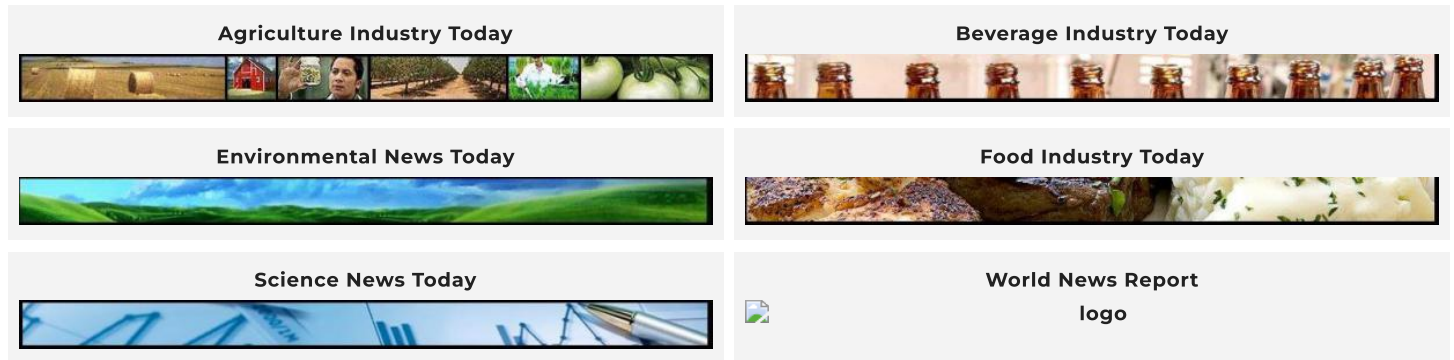 Agriculture Industry Today
Beverage Industry Today
Environmental News Today
Food Industry Today
Science News Today
World News Report
logo